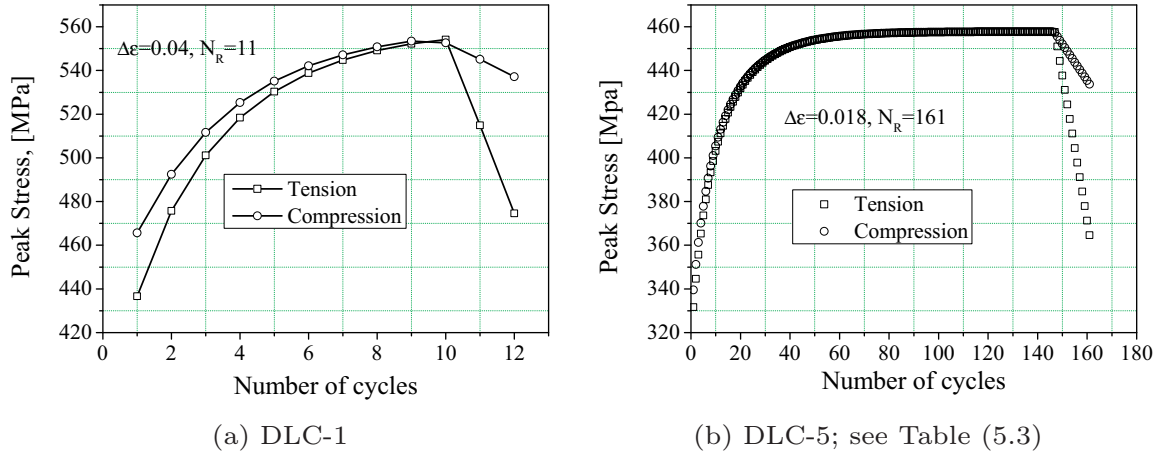 560
540
520
500
480
460
440
420
0
2
4
6
8
10
12
Peak Stress, [MPa]
Number of cycles
Δε=0.04, N_R=11
Tension
Compression
(a) DLC-1
460
440
420
400
380
360
340
320
0
20
40
60
80
100
120
140
160
180
Peak Stress [Mpa]
Number of cycles
Δε=0.018, N_R=161
Tension
Compression
(b) DLC-5; see Table (5.3)